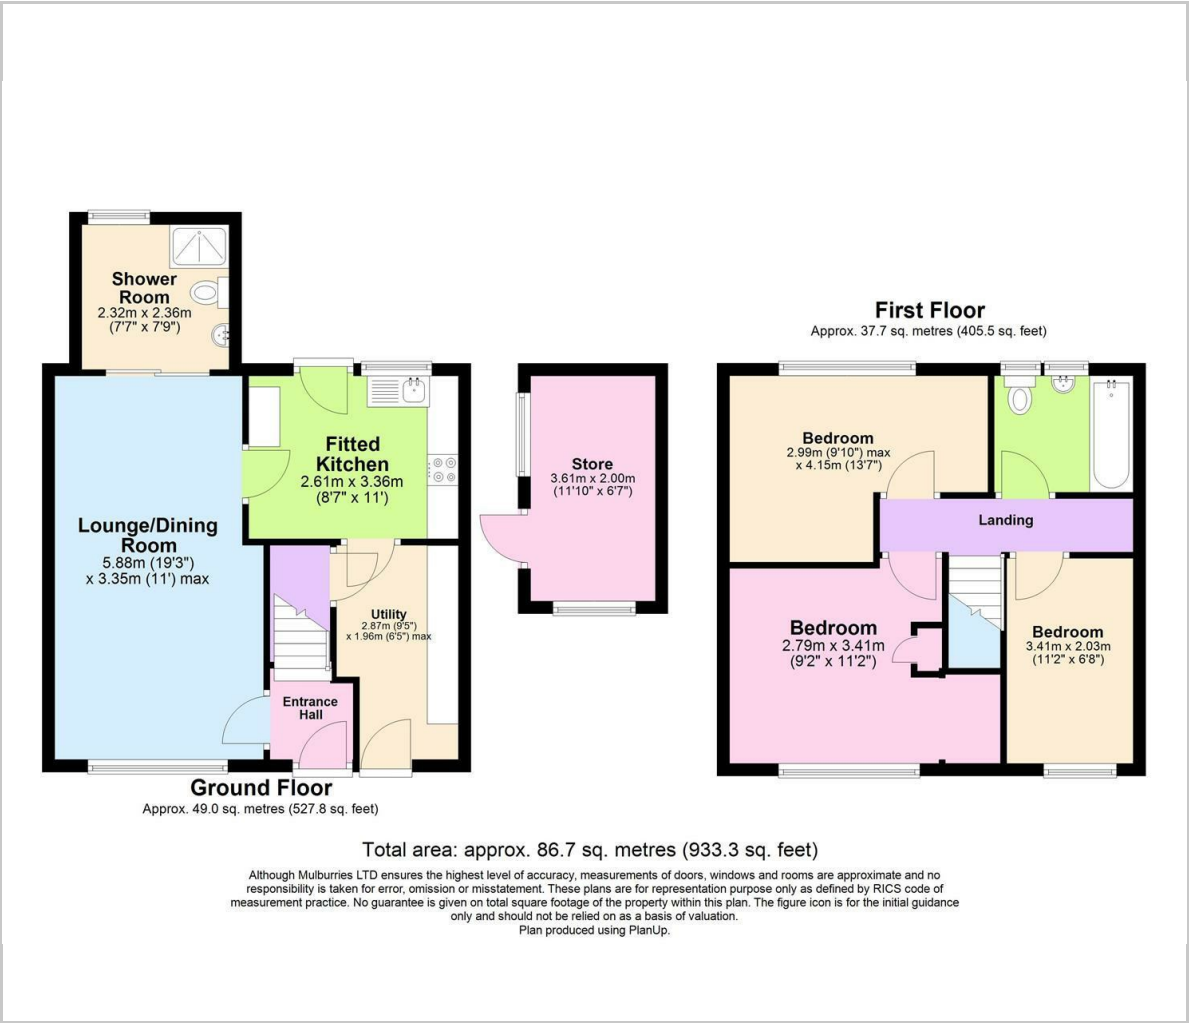 Shower
Room
2.32m x 2.36m
(7'7" x 7'9")
Fitted
Kitchen
2.61m x 3.36m
(8'7" x 11')
Lounge/Dining
Room
5.88m (19'3")
x 3.35m (11') max
Utility
2.87m (9'5")
x 1.96m (6'5") max
Entrance
Hall
Ground Floor
Approx. 49.0 sq. metres (527.8 sq. feet)
Store
3.61m x 2.00m
(11'10" x 6'7")
First Floor
Approx. 37.7 sq. metres (405.5 sq. feet)
Bedroom
2.99m (9'10") max
x 4.15m (13'7")
Landing
Bedroom
2.79m x 3.41m
(9'2" x 11'2")
Bedroom
3.41m x 2.03m
(11'2" x 6'8")
Total area: approx. 86.7 sq. metres (933.3 sq. feet)
Although Mulburries LTD ensures the highest level of accuracy, measurements of doors, windows and rooms are approximate and no
responsibility is taken for error, omission or misstatement. These plans are for representation purpose only as defined by RICS code of
measurement practice. No guarantee is given on total square footage of the property within this plan. The figure icon is for the initial guidance
only and should not be relied on as a basis of valuation.
Plan produced using PlanUp.